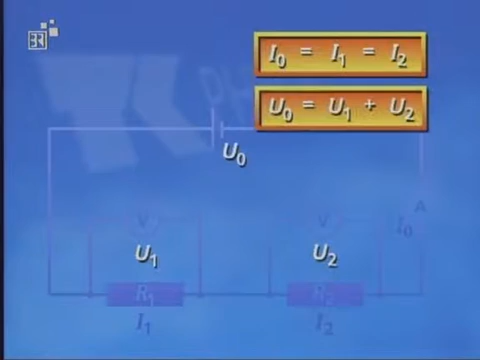 I₀ = I₁ = I₂
U₀ = U₁ + U₂
U₀
A
V V I₀
U₁ U₂
R₁ R₂
I₁ I₂